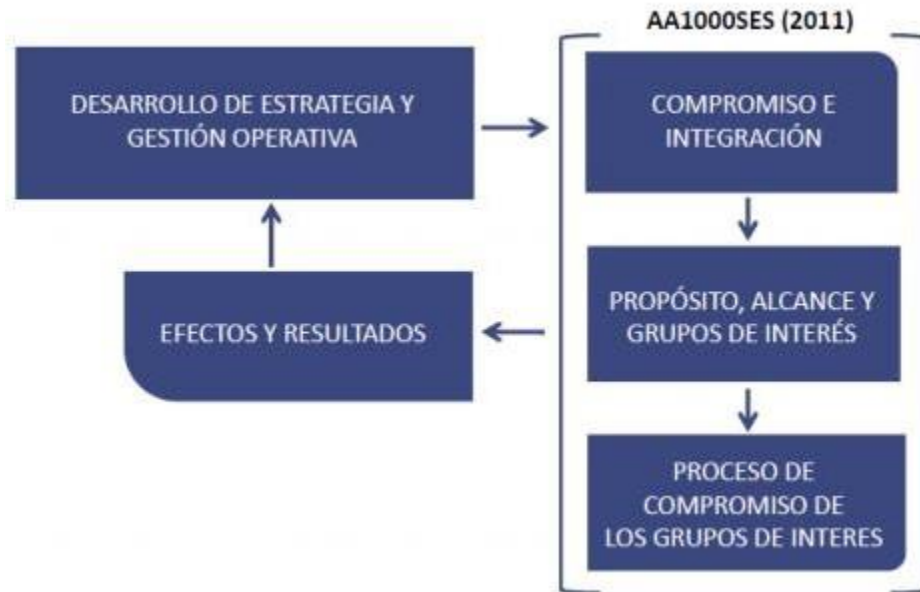 AA1000SES (2011)
DESARROLLO DE ESTRATEGIA Y
GESTIÓN OPERATIVA
COMPROMISO E
INTEGRACIÓN
PROPÓSITO, ALCANCE Y
GRUPOS DE INTERÉS
EFECTOS Y RESULTADOS
PROCESO DE
COMPROMISO DE
LOS GRUPOS DE INTERES